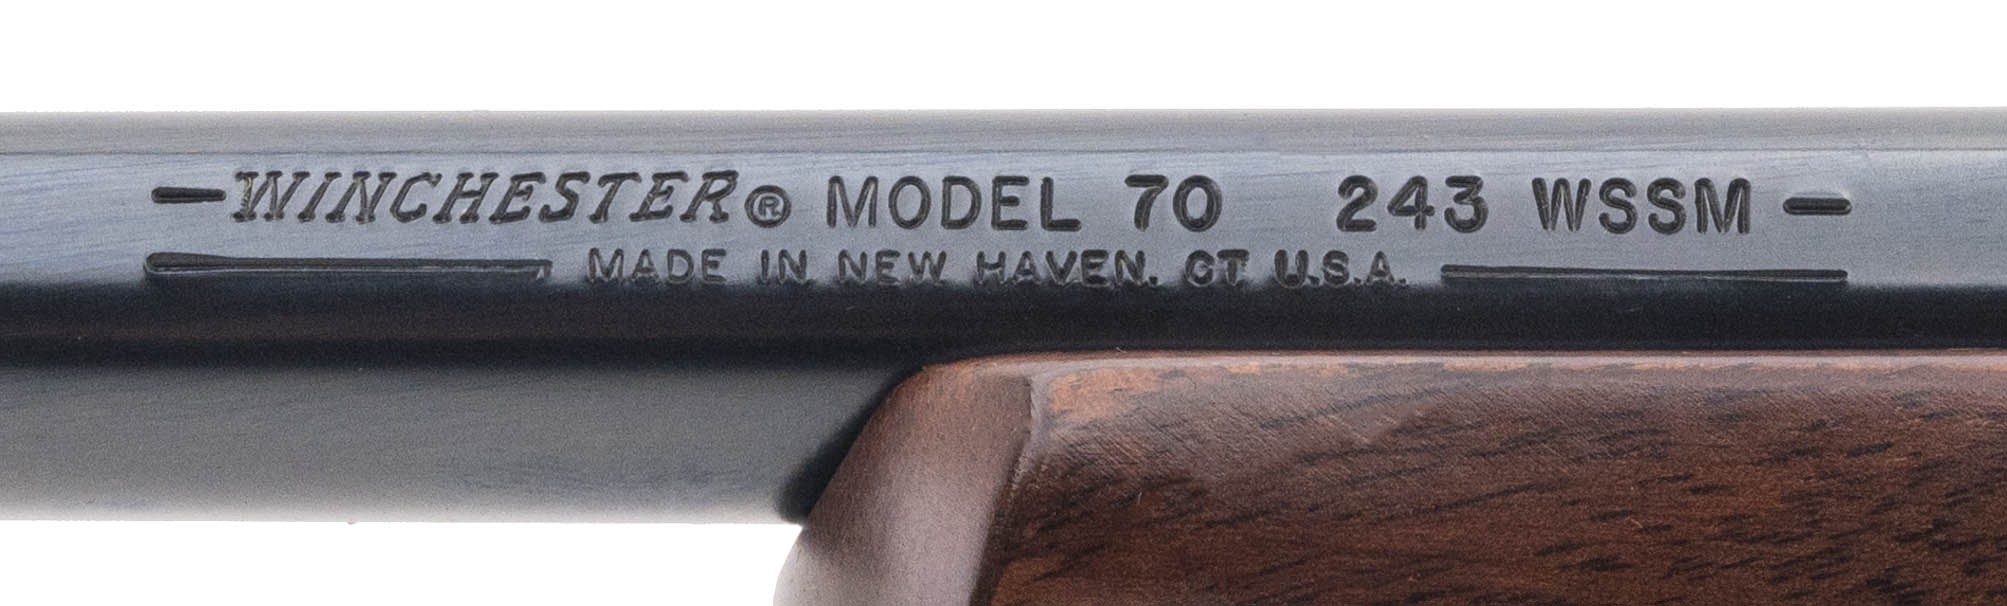 —WINCHESTER® MODEL 70 243 WSSM —
MADE IN NEW HAVEN, CT U.S.A.